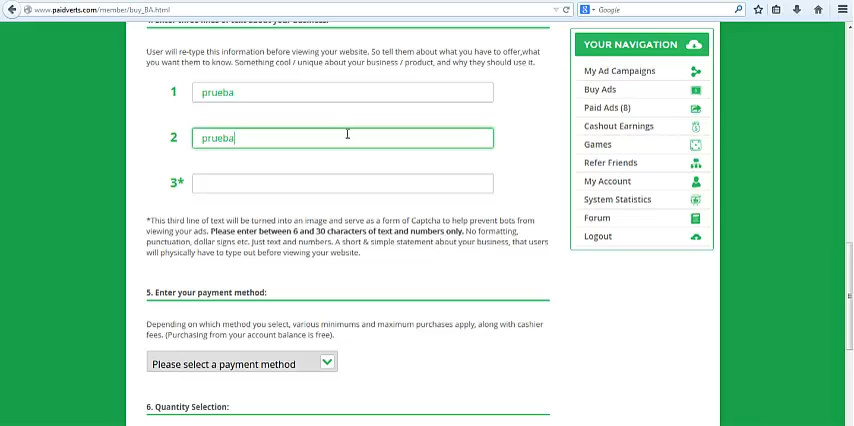 www.paidverts.com/member/buy_BA.html
Google
User will re-type this information before viewing your website. So tell them about what you have to offer,what
you want them to know. Something cool / unique about your business / product, and why they should use it.
1 prueba
2 prueba
3*
*This third line of text will be turned into an image and serve as a form of Captcha to help prevent bots from
viewing your ads. Please enter between 6 and 30 characters of text and numbers only. No formatting,
punctuation, dollar signs etc. Just text and numbers. A short & simple statement about your business, that users
will physically have to type out before viewing your website.
5. Enter your payment method:
Depending on which method you select, various minimums and maximum purchases apply, along with cashier
fees. (Purchasing from your account balance is free).
Please select a payment method
6. Quantity Selection:
YOUR NAVIGATION
My Ad Campaigns
Buy Ads
Paid Ads (8)
Cashout Earnings
Games
Refer Friends
My Account
System Statistics
Forum
Logout